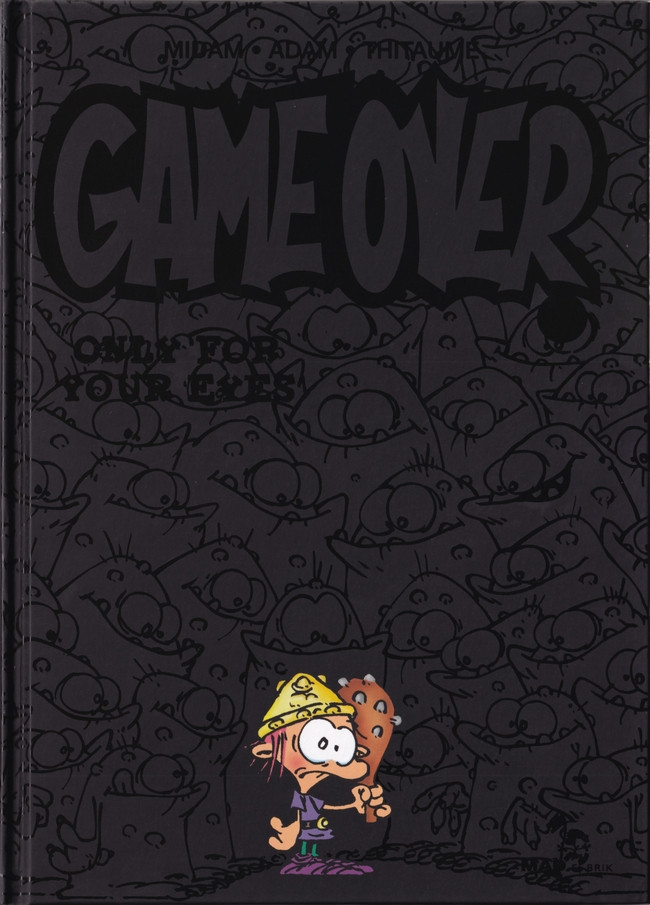 MIDAM • ADAM • THITAUME
GAME OVER
ONLY FOR
YOUR EYES